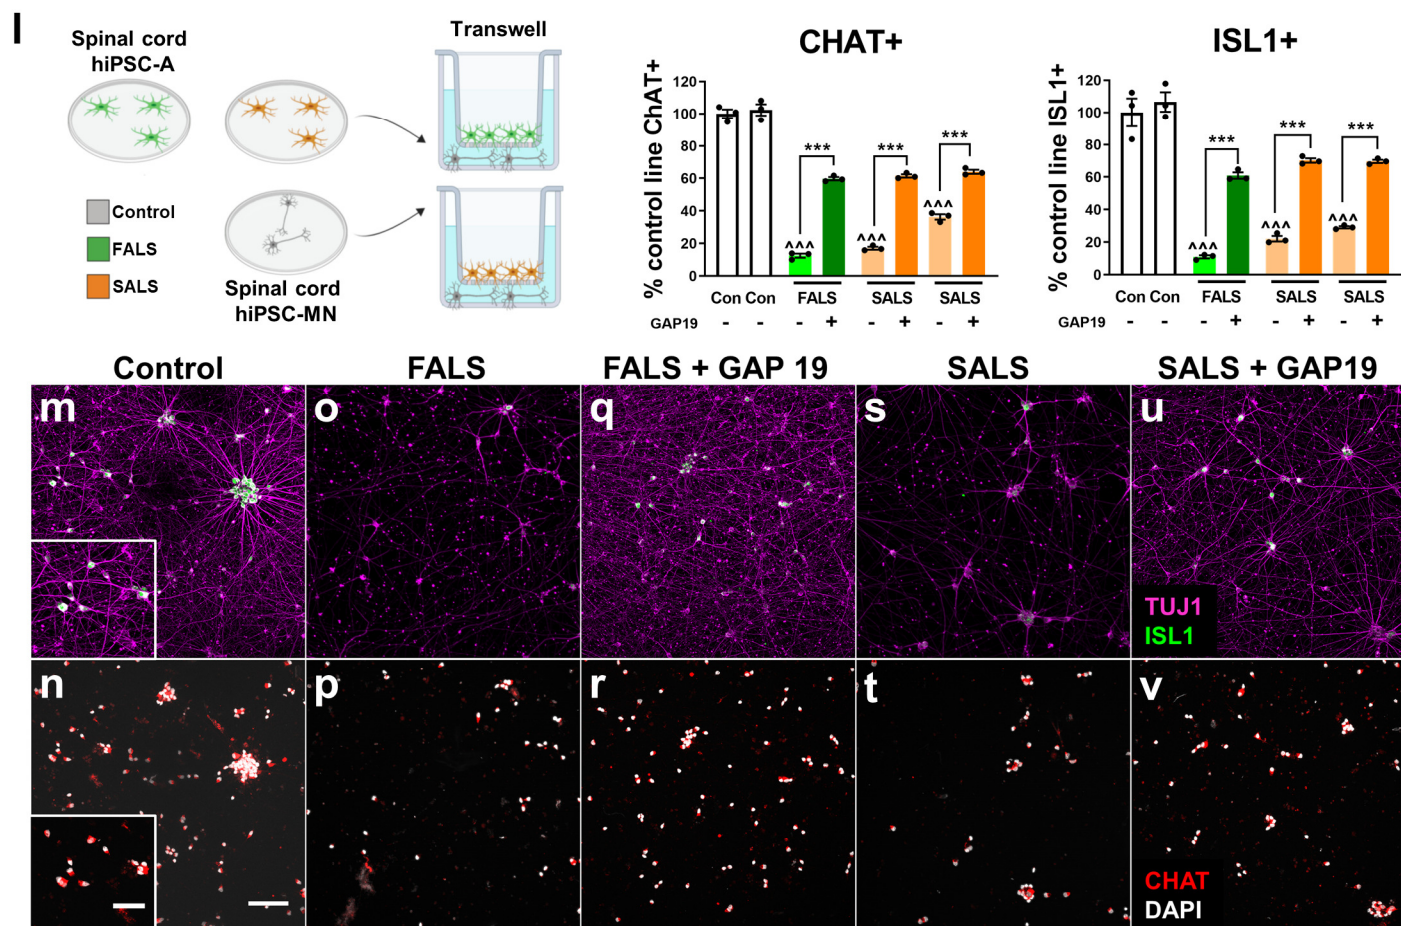 l
Spinal cord
hiPSC-A
Transwell
Control
FALS
SALS
Spinal cord
hiPSC-MN
CHAT+
% control line ChAT+
120
100
80
60
40
20
0
^^^
***
^^^
***
^^^
***
Con Con FALS SALS SALS
GAP19 - - - + - + - +
ISL1+
% control line ISL1+
120
100
80
60
40
20
0
^^^
***
^^^
***
^^^
***
Con Con FALS SALS SALS
GAP19 - - - + - + - +
Control FALS FALS + GAP 19 SALS SALS + GAP19
m o q s u
TUJ1
ISL1
n p r t v
CHAT
DAPI